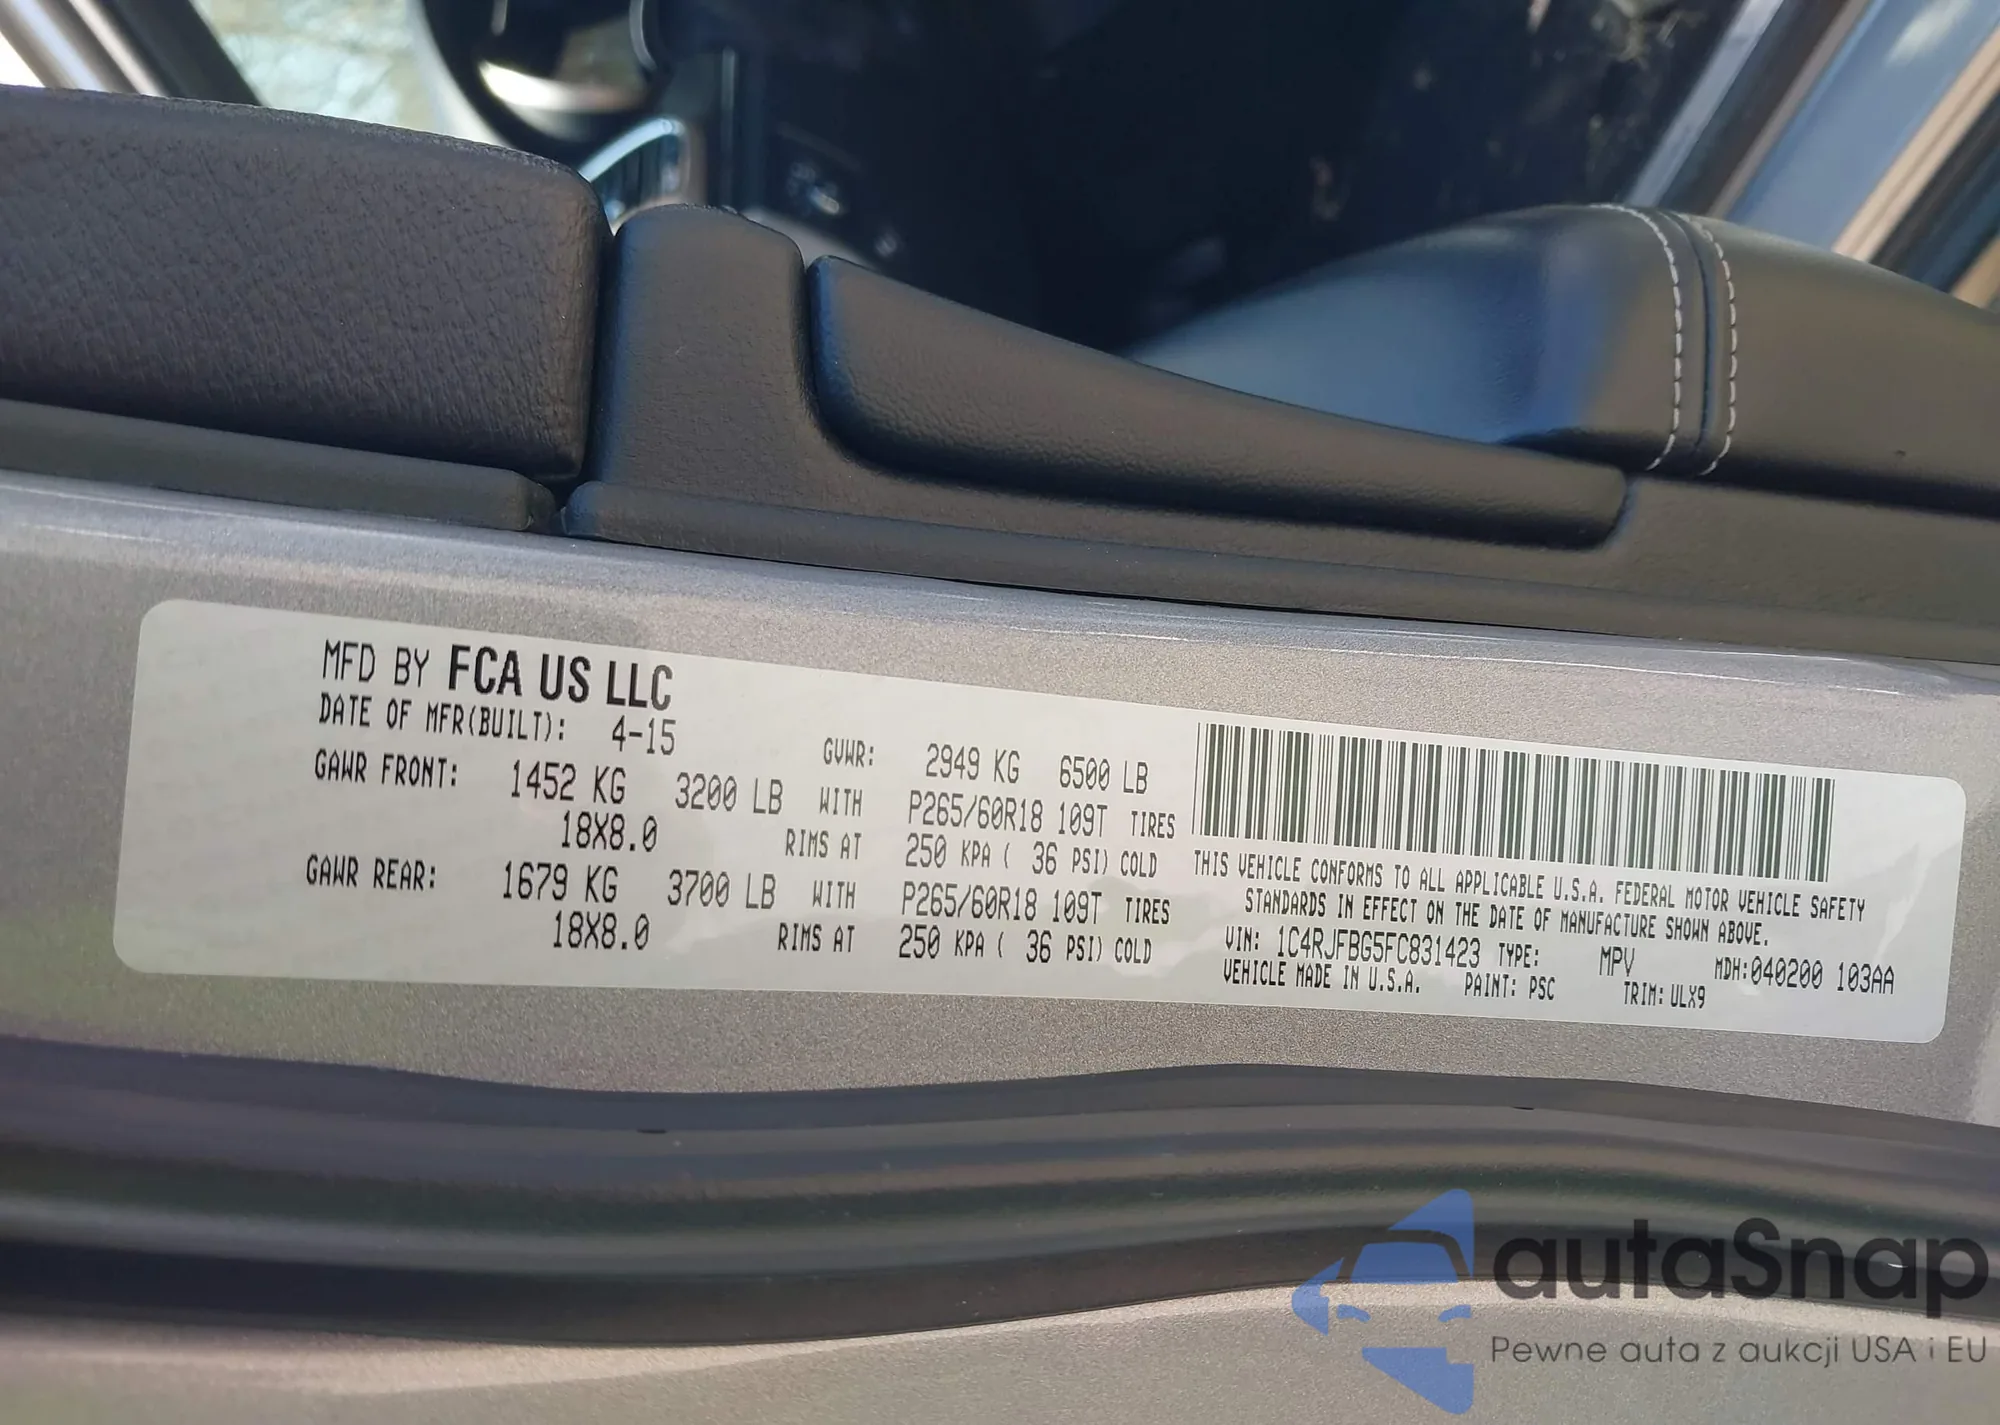 MFD BY FCA US LLC
DATE OF MFR(BUILT): 4-15 GVWR: 2949 KG 6500 LB
GAWR FRONT: 1452 KG 3200 LB WITH P265/60R18 109T TIRES
18X8.0 RIMS AT 250 KPA ( 36 PSI) COLD
GAWR REAR: 1679 KG 3700 LB WITH P265/60R18 109T TIRES
18X8.0 RIMS AT 250 KPA ( 36 PSI) COLD
THIS VEHICLE CONFORMS TO ALL APPLICABLE U.S.A. FEDERAL MOTOR VEHICLE SAFETY
STANDARDS IN EFFECT ON THE DATE OF MANUFACTURE SHOWN ABOVE.
VIN: 1C4RJFBG5FC831423 TYPE: MPV MDH:040200 103AA
VEHICLE MADE IN U.S.A. PAINT: PSC TRIM: ULX9
autaSnap
Pewne auta z aukcji USA i EU